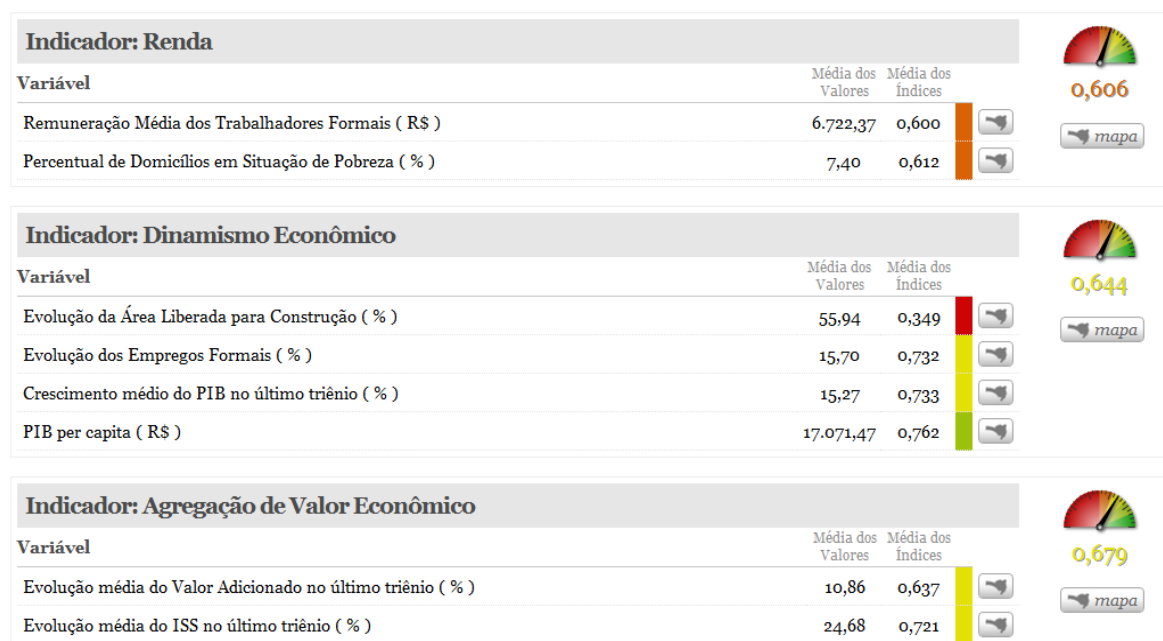 Indicador: Renda
Variável
Média dos Valores
Média dos Índices
Remuneração Média dos Trabalhadores Formais ( R$ ) 6.722,37 0,600
Percentual de Domicílios em Situação de Pobreza ( % ) 7,40 0,612
0,606
mapa
Indicador: Dinamismo Econômico
Variável
Média dos Valores
Média dos Índices
Evolução da Área Liberada para Construção ( % ) 55,94 0,349
Evolução dos Empregos Formais ( % ) 15,70 0,732
Crescimento médio do PIB no último triênio ( % ) 15,27 0,733
PIB per capita ( R$ ) 17.071,47 0,762
0,644
mapa
Indicador: Agregação de Valor Econômico
Variável
Média dos Valores
Média dos Índices
Evolução média do Valor Adicionado no último triênio ( % ) 10,86 0,637
Evolução média do ISS no último triênio ( % ) 24,68 0,721
0,679
mapa